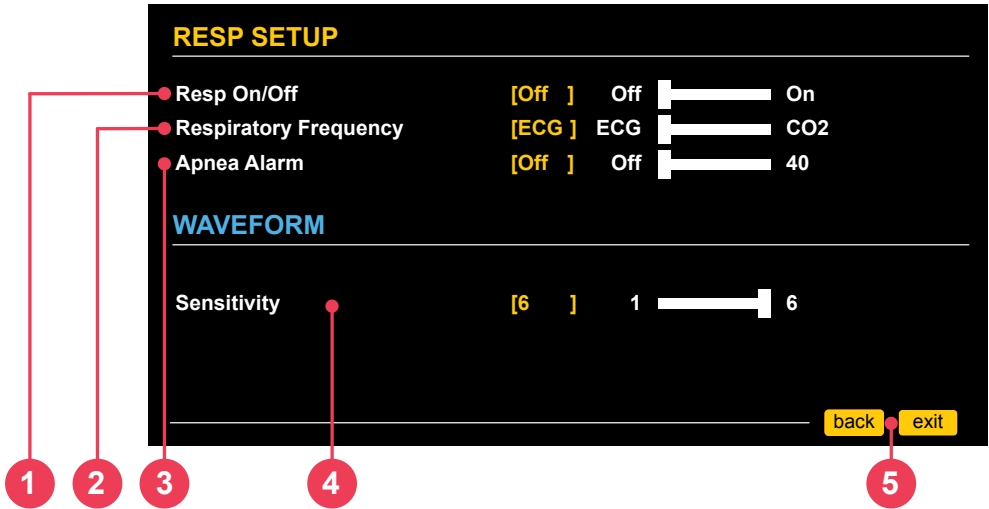 RESP SETUP
Resp On/Off [Off ] Off On
Respiratory Frequency [ECG ] ECG CO2
Apnea Alarm [Off ] Off 40
WAVEFORM
Sensitivity [6 ] 1 6
back exit
1 2 3 4 5